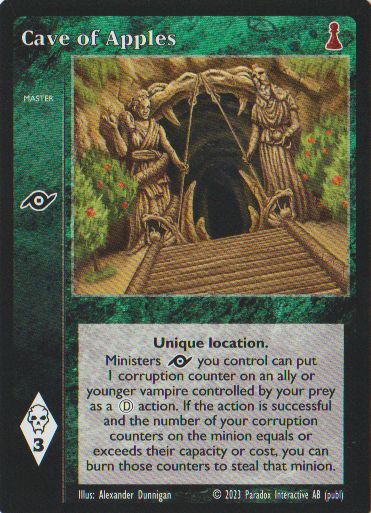 Cave of Apples
MASTER
Unique location.
Ministers you control can put
1 corruption counter on an ally or
younger vampire controlled by your prey
as a Ⓓ action. If the action is successful
and the number of your corruption
counters on the minion equals or
exceeds their capacity or cost, you can
burn those counters to steal that minion.
3
Illus: Alexander Dunnigan © 2023 Paradox Interactive AB (publ)